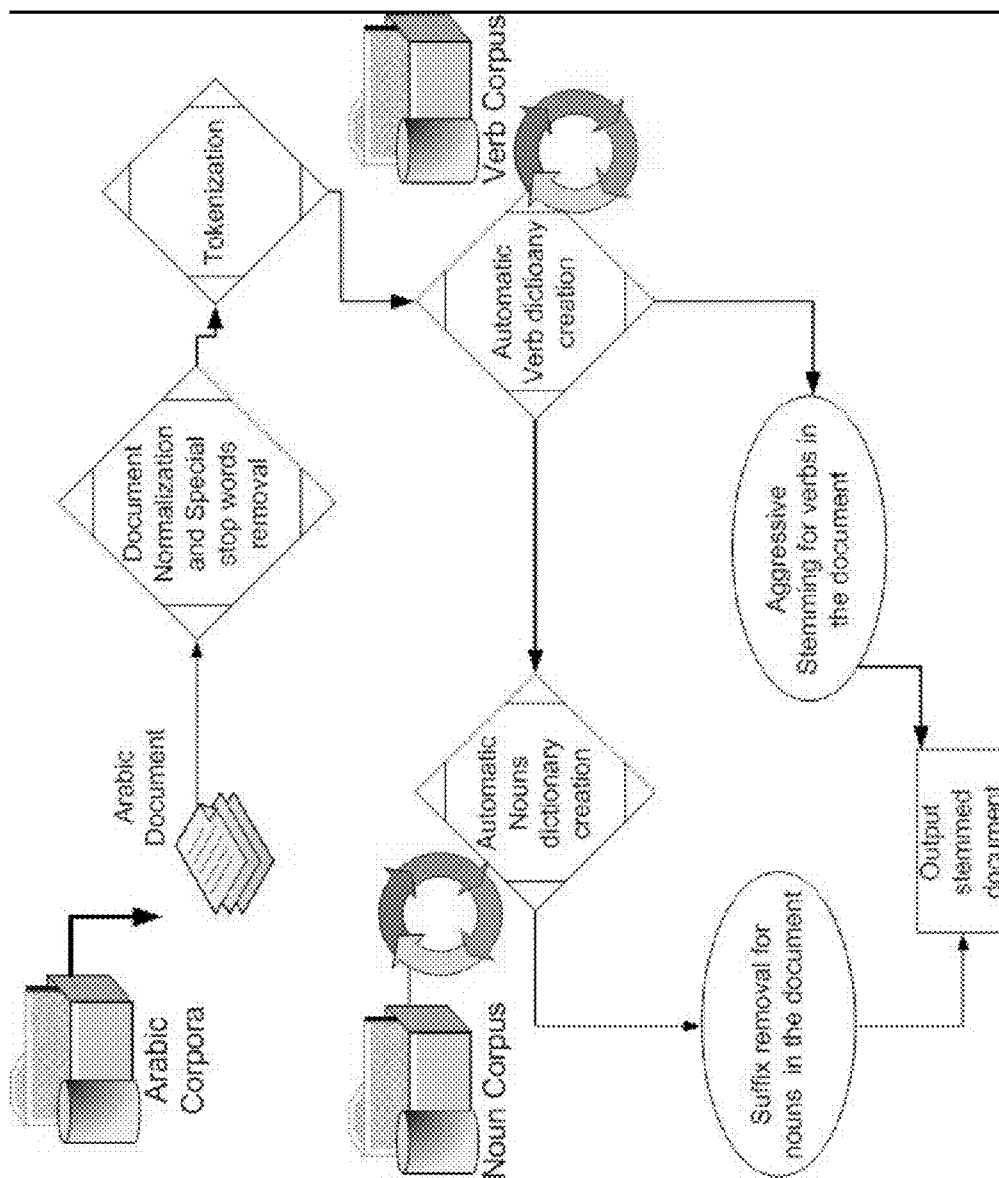 Arabic
Corpora
Arabic
Document
Document
Normalization
and Special
stop words
removal
Tokenization
Verb Corpus
Automatic
Verb dictioany
creation
Noun Corpus
Automatic
Nouns
dictionary
creation
Suffix removal for
nouns in the document
Aggressive
Stemming for verbs in
the document
Output
stemmed
document